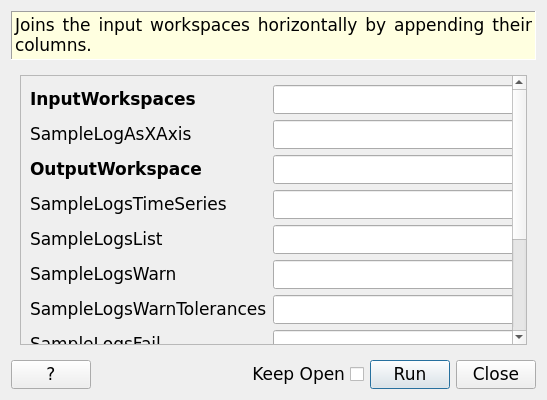 Joins the input workspaces horizontally by appending their
columns.
InputWorkspaces
SampleLogAsXAxis
OutputWorkspace
SampleLogsTimeSeries
SampleLogsList
SampleLogsWarn
SampleLogsWarnTolerances
SampleLogsFail
? Keep Open Run Close